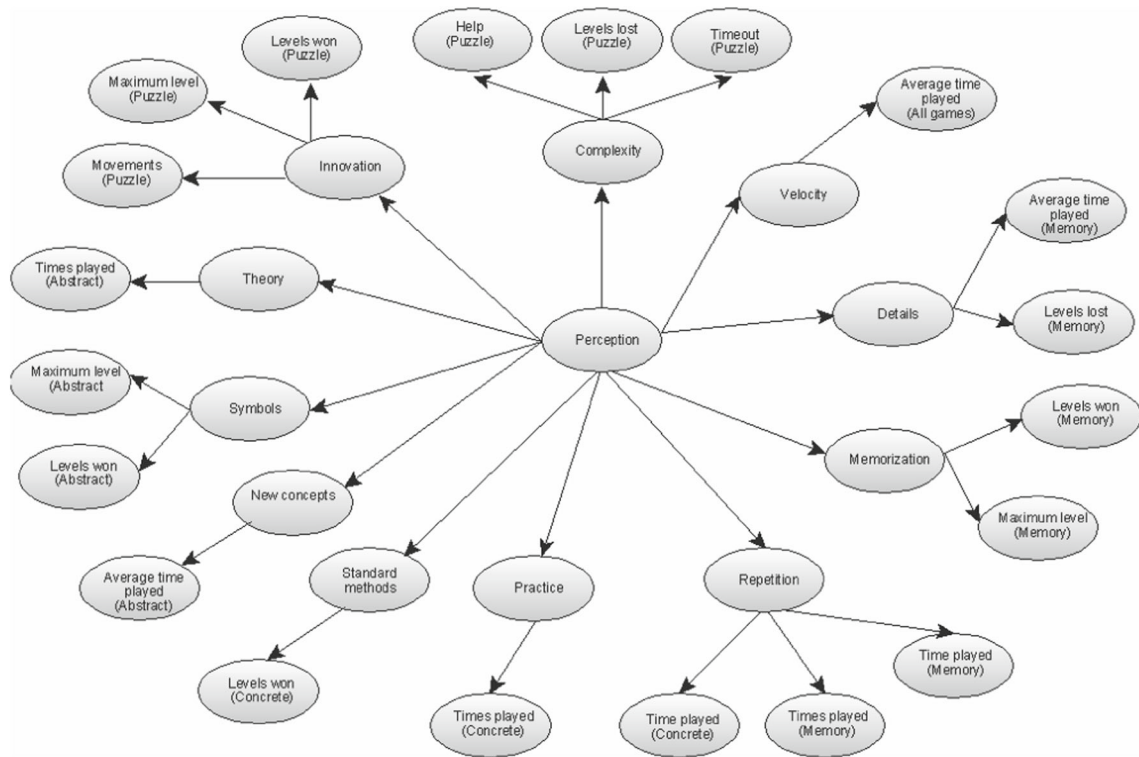 Help
(Puzzle)
Levels lost
(Puzzle)
Timeout
(Puzzle)
Levels won
(Puzzle)
Maximum level
(Puzzle)
Average time
played
(All games)
Complexity
Movements
(Puzzle)
Innovation
Velocity
Average time
played
(Memory)
Times played
(Abstract)
Theory
Details
Levels lost
(Memory)
Perception
Maximum level
(Abstract
Symbols
Levels won
(Memory)
Memorization
Levels won
(Abstract)
New concepts
Maximum level
(Memory)
Average time
played
(Abstract)
Standard
methods
Practice
Repetition
Time played
(Memory)
Levels won
(Concrete)
Times played
(Concrete)
Time played
(Concrete)
Times played
(Memory)